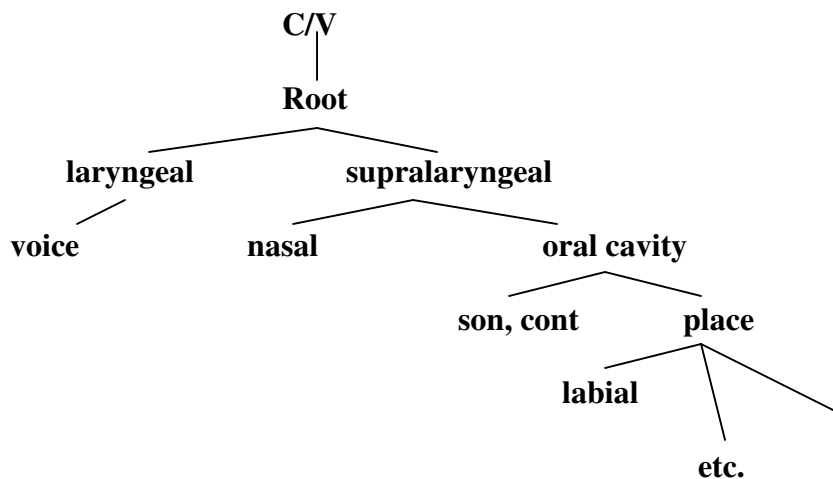 C/V
Root
laryngeal supralaryngeal
voice nasal oral cavity
son, cont place
labial
etc.